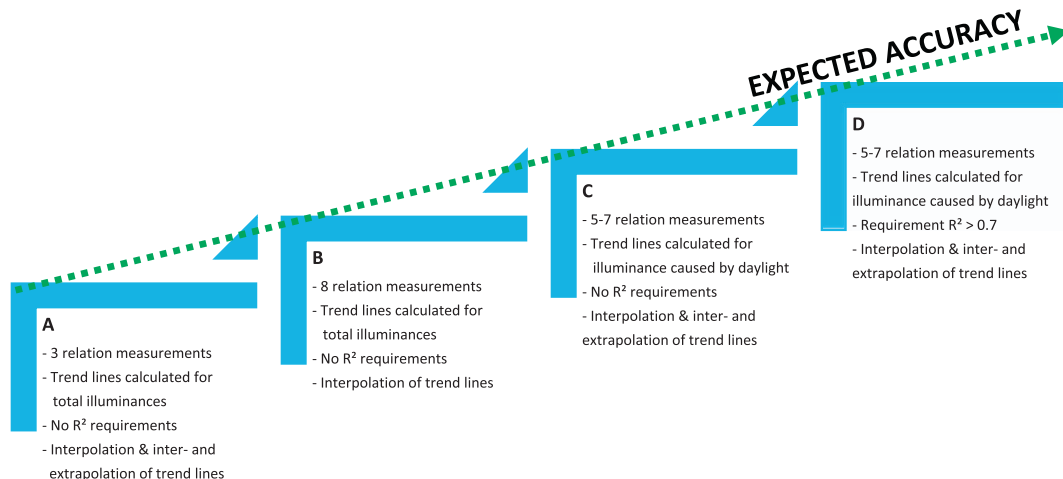 EXPECTED ACCURACY
A
- 3 relation measurements
- Trend lines calculated for
total illuminances
- No R² requirements
- Interpolation & inter- and
extrapolation of trend lines
B
- 8 relation measurements
- Trend lines calculated for
total illuminances
- No R² requirements
- Interpolation of trend lines
C
- 5-7 relation measurements
- Trend lines calculated for
illuminance caused by daylight
- No R² requirements
- Interpolation & inter- and
extrapolation of trend lines
D
- 5-7 relation measurements
- Trend lines calculated for
illuminance caused by daylight
- Requirement R² > 0.7
- Interpolation & inter- and
extrapolation of trend lines